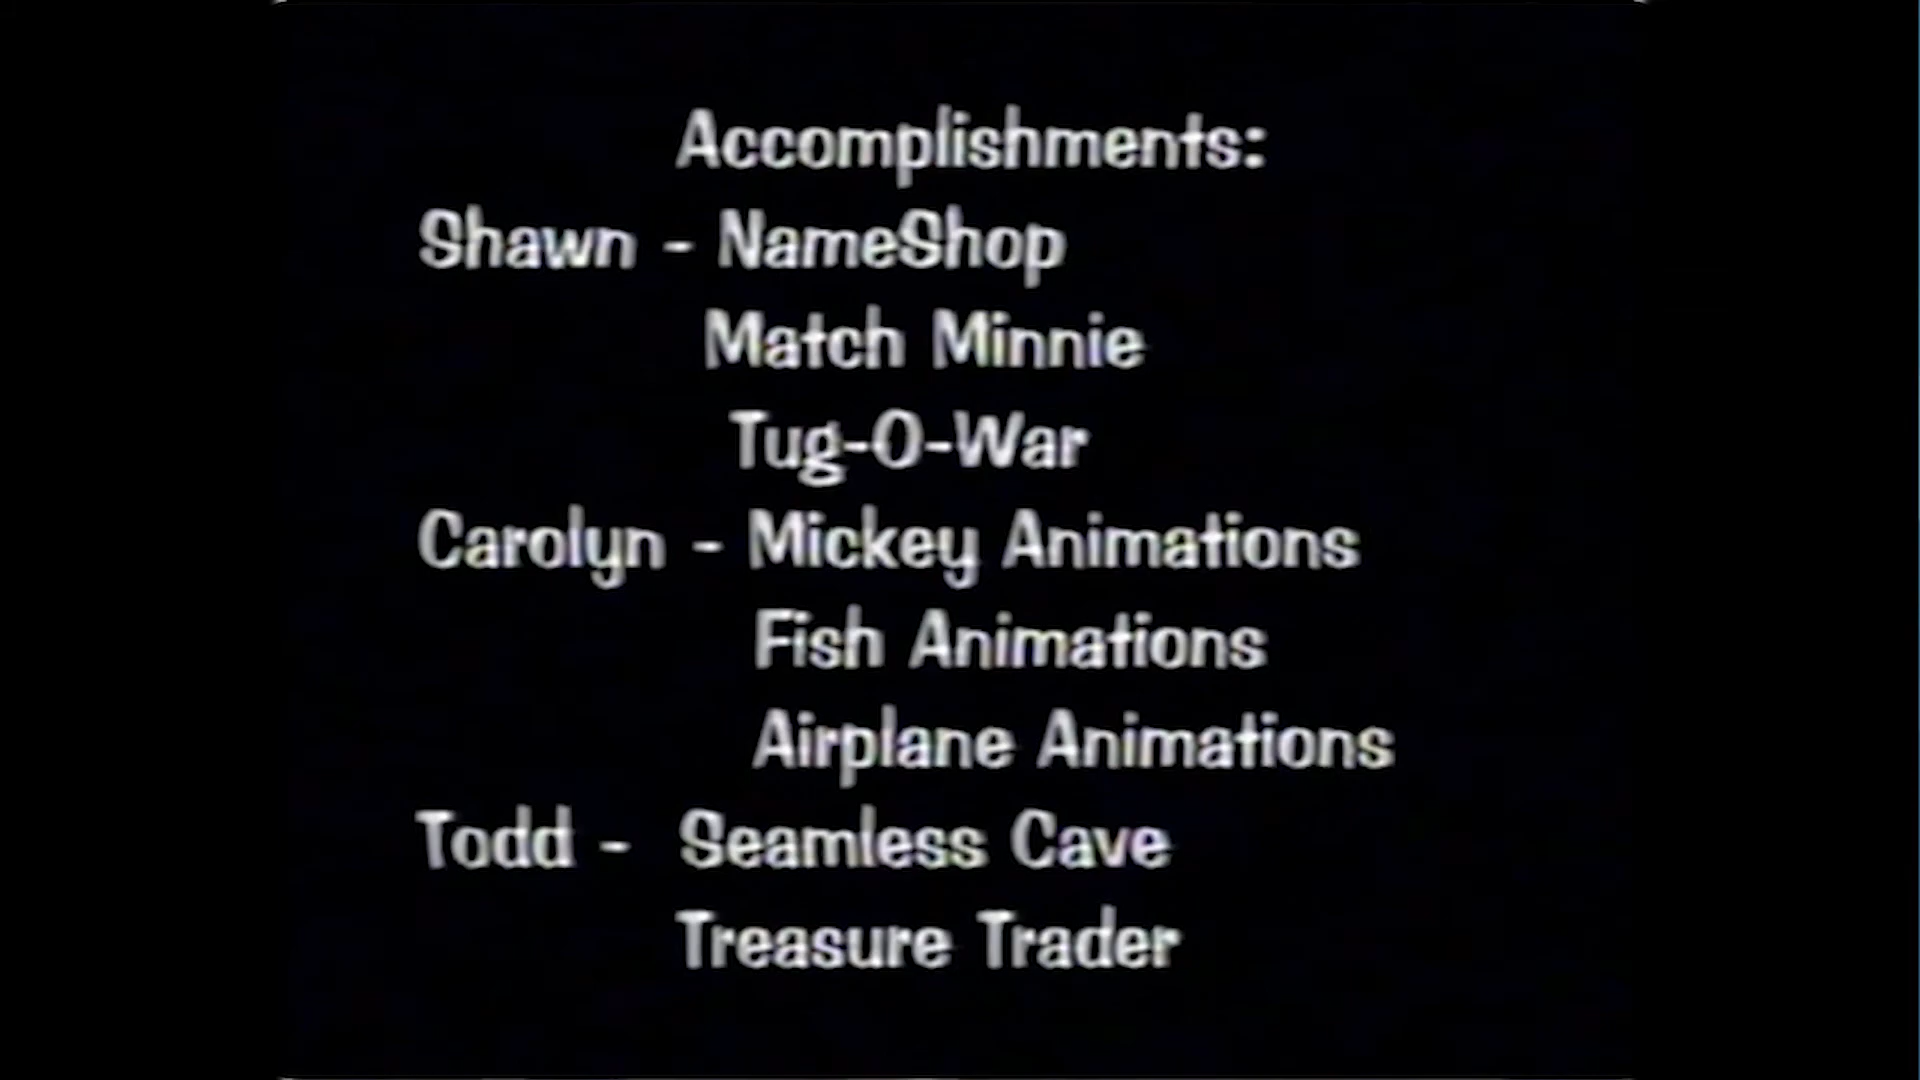 Accomplishments:
Shawn - NameShop
Match Minnie
Tug-O-War
Carolyn - Mickey Animations
Fish Animations
Airplane Animations
Todd - Seamless Cave
Treasure Trader